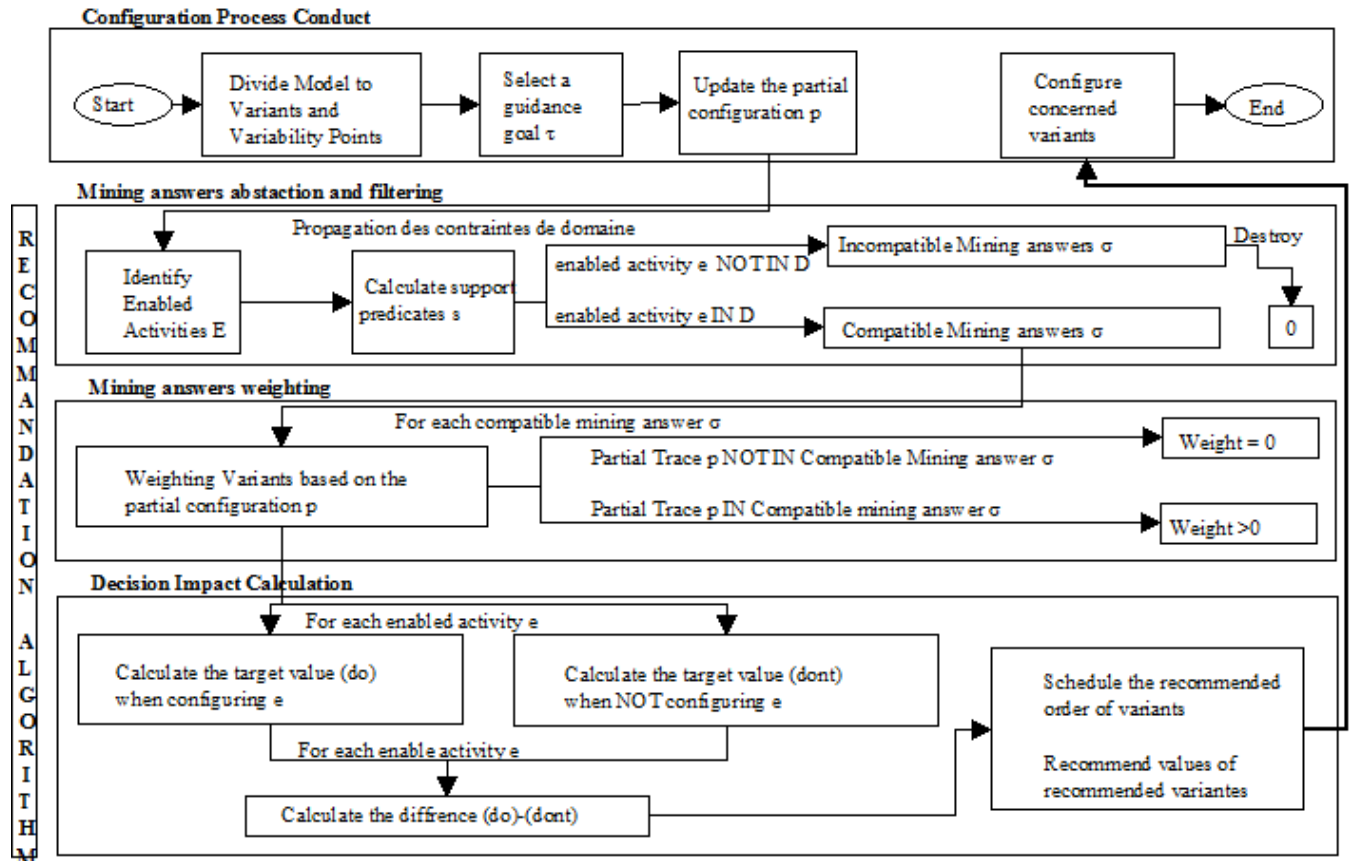 Configuration Process Conduct
Start
Divide Model to
Variants and
Variability Points
Select a
guidance
goal τ
Update the partial
configuration p
Configure
concerned
variants
End
RECOMMANDATION ALGORITHM
Mining answers abstaction and filtering
Propagation des contraintes de domaine
Identify
Enabled
Activities E
Calculate support
predicates s
enabled activity e NOT IN D
enabled activity e IN D
Incompatible Mining answers σ
Compatible Mining answers σ
Destroy
0
Mining answers weighting
For each compatible mining answer σ
Weighting Variants based on the
partial configuration p
Partial Trace p NOT IN Compatible Mining answer σ
Partial Trace p IN Compatible mining answer σ
Weight = 0
Weight >0
Decision Impact Calculation
For each enabled activity e
Calculate the target value (do)
when configuring e
Calculate the target value (dont)
when NOT configuring e
For each enable activity e
Calculate the diffrence (do)-(dont)
Schedule the recommended
order of variants
Recommend values of
recommended variantes